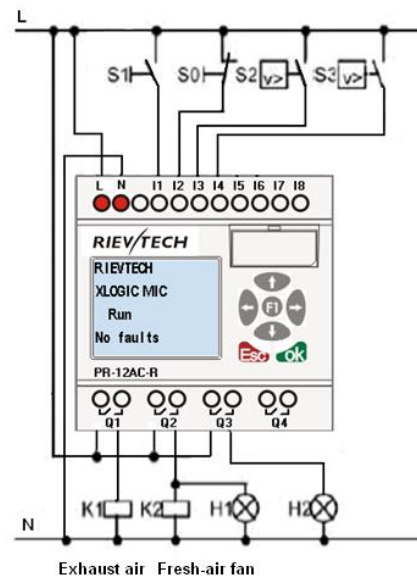 L
S1 S0 S2 v> S3 v>
L N I1 I2 I3 I4 I5 I6 I7 I8
RIEVTECH
RIEVTECH
XLOGIC MIC
Run
No faults
F1
Esc ok
PR-12AC-R
Q1 Q2 Q3 Q4
K1 K2 H1 H2
N
Exhaust air Fresh-air fan